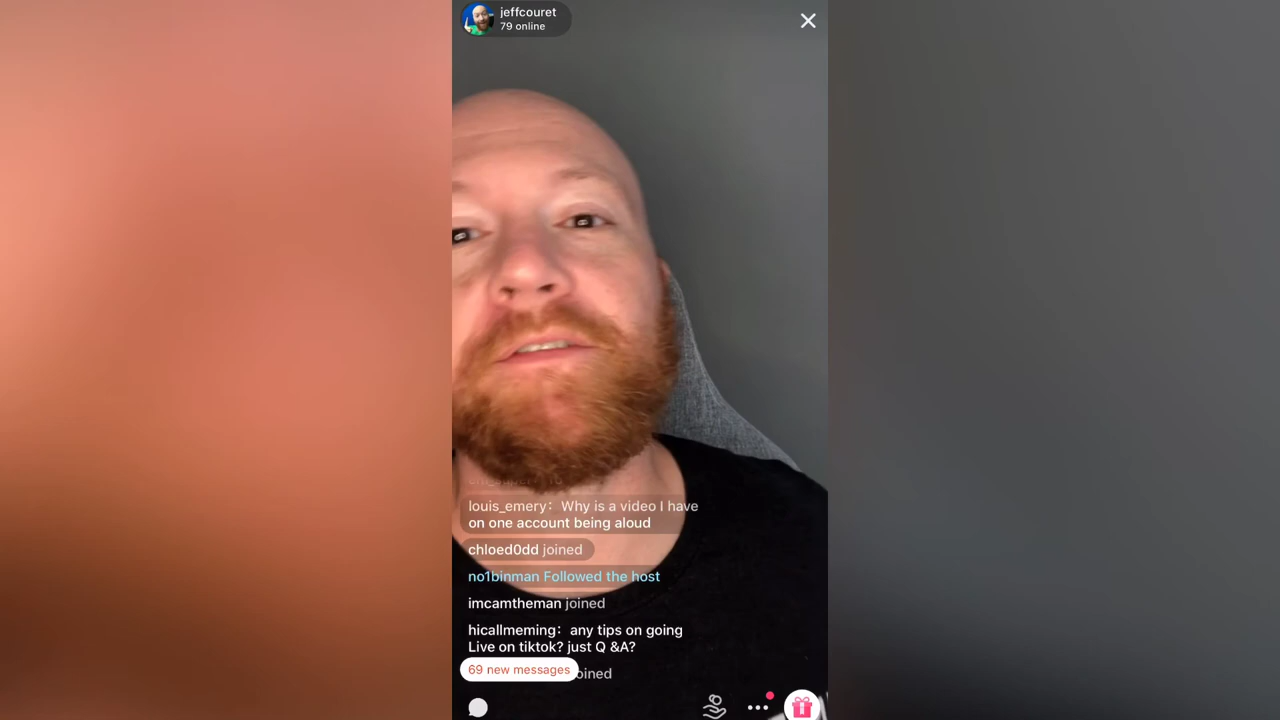 jeffcouret
79 online
louis_emery: Why is a video I have
on one account being aloud
chloed0dd joined
no1binman Followed the host
imcamtheman joined
hicallmeming: any tips on going
Live on tiktok? just Q &A?
69 new messages
joined